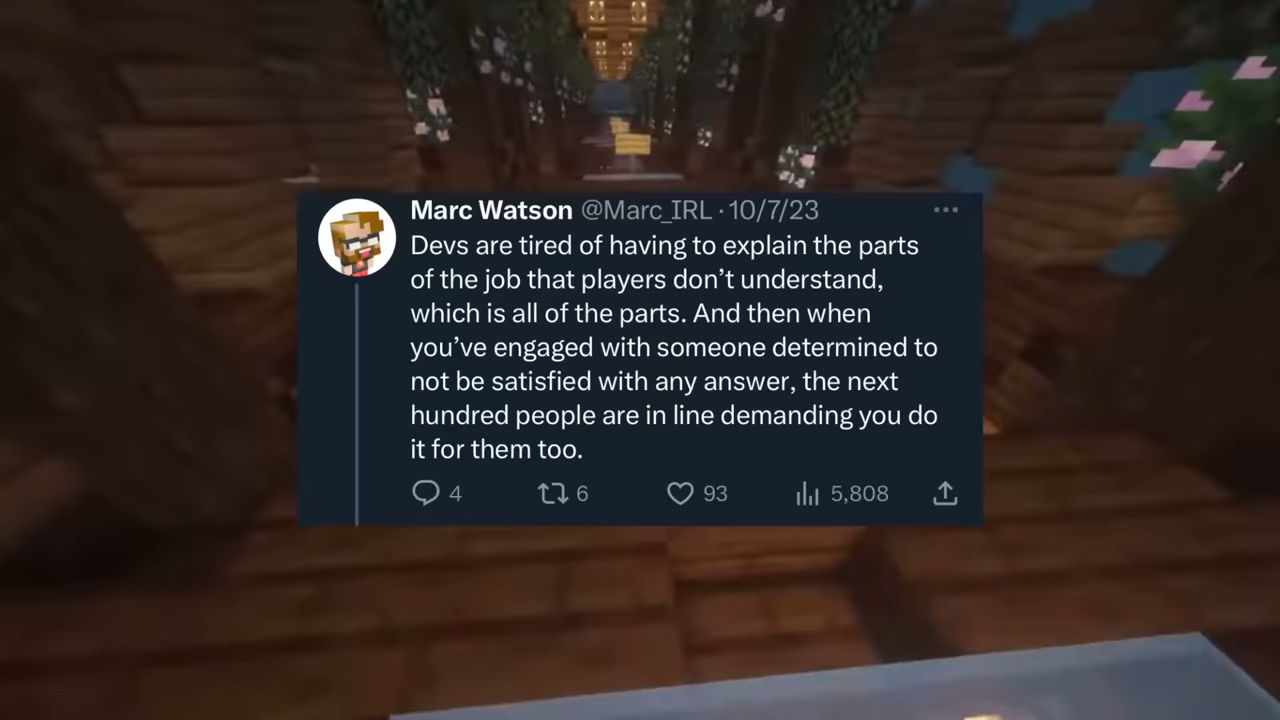 Marc Watson @Marc_IRL · 10/7/23
Devs are tired of having to explain the parts
of the job that players don’t understand,
which is all of the parts. And then when
you’ve engaged with someone determined to
not be satisfied with any answer, the next
hundred people are in line demanding you do
it for them too.
4 6 93 5,808